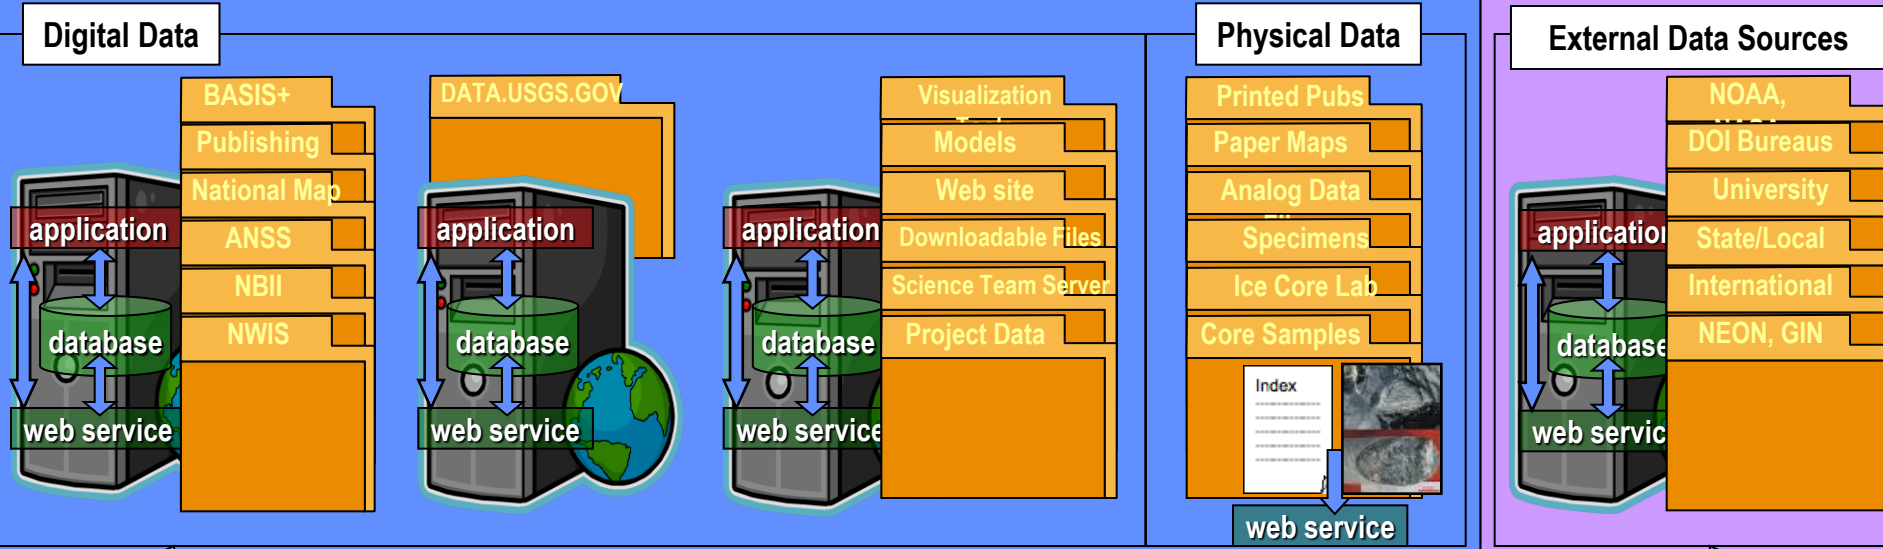 Digital Data
Physical Data
External Data Sources
BASIS+
Publishing
National Map
ANSS
NBII
NWIS
application
database
web service
DATA.USGS.GOV
application
database
web service
Visualization
Models
Web site
Downloadable Files
Science Team Server
Project Data
application
database
web service
Printed Pubs
Paper Maps
Analog Data
Specimens
Ice Core Lab
Core Samples
Index
web service
NOAA,
DOI Bureaus
University
State/Local
International
NEON, GIN
application
database
web servic